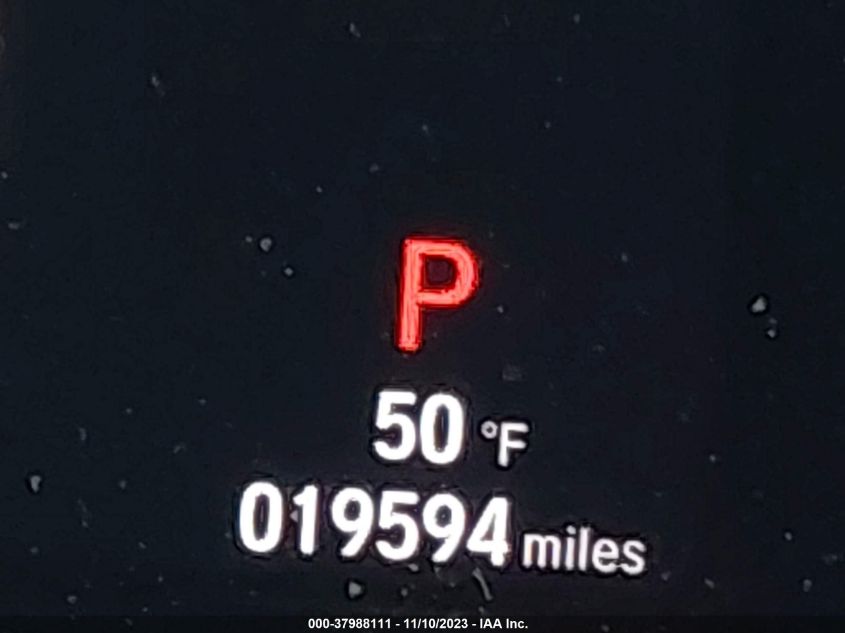 P
50 °F
019594 miles
000-37988111 - 11/10/2023 - IAA Inc.